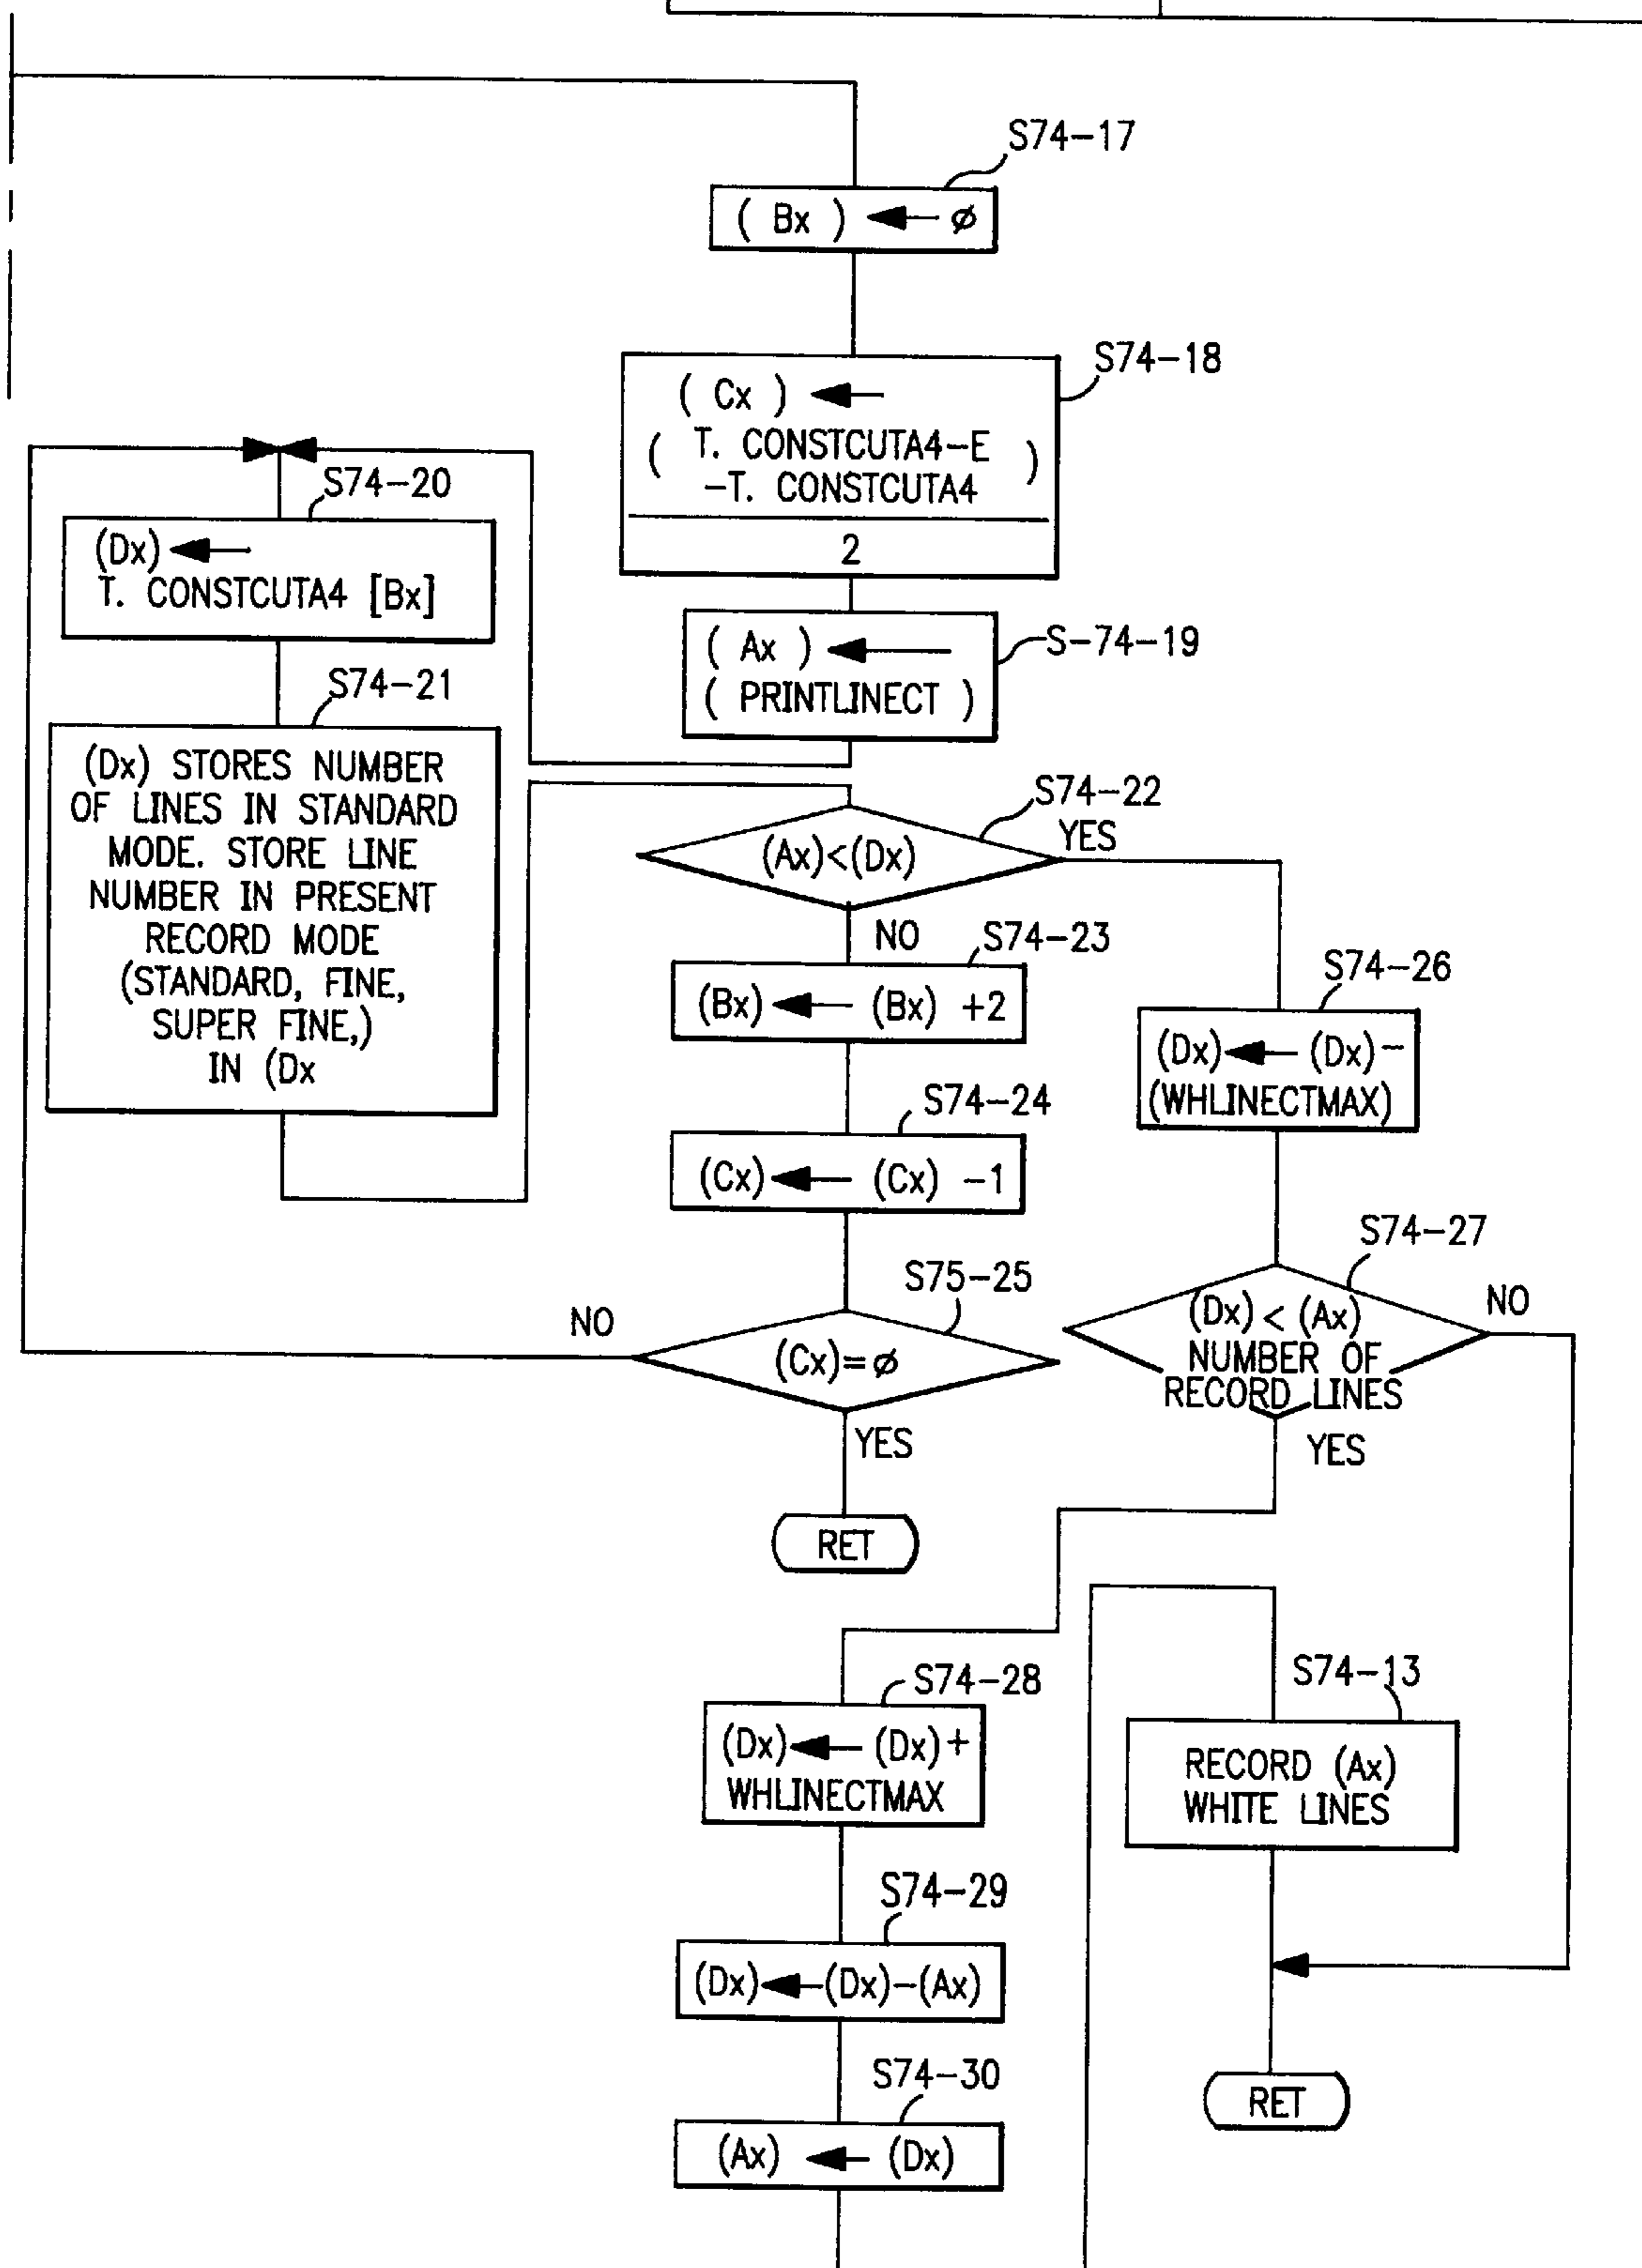 S74-17
( Bx ) ← ø
S74-18
( Cx ) ←
( T. CONSTCUTA4-E )
-T. CONSTCUTA4
2
S-74-19
( Ax ) ←
( PRINTLINECT )
S74-20
(Dx) ←
T. CONSTCUTA4 [Bx]
S74-21
(Dx) STORES NUMBER
OF LINES IN STANDARD
MODE. STORE LINE
NUMBER IN PRESENT
RECORD MODE
(STANDARD, FINE,
SUPER FINE,)
IN (Dx
S74-22
(Ax)<(Dx)
YES
NO
S74-23
(Bx) ← (Bx) +2
S74-24
(Cx) ← (Cx) -1
S75-25
(Cx)=ø
NO
YES
RET
S74-26
(Dx) ← (Dx)-
(WHLINECTMAX)
S74-27
(Dx) < (Ax)
NUMBER OF
RECORD LINES
NO
YES
S74-28
(Dx) ← (Dx)+
WHLINECTMAX
S74-29
(Dx) ← (Dx)-(Ax)
S74-30
(Ax) ← (Dx)
S74-13
RECORD (Ax)
WHITE LINES
RET